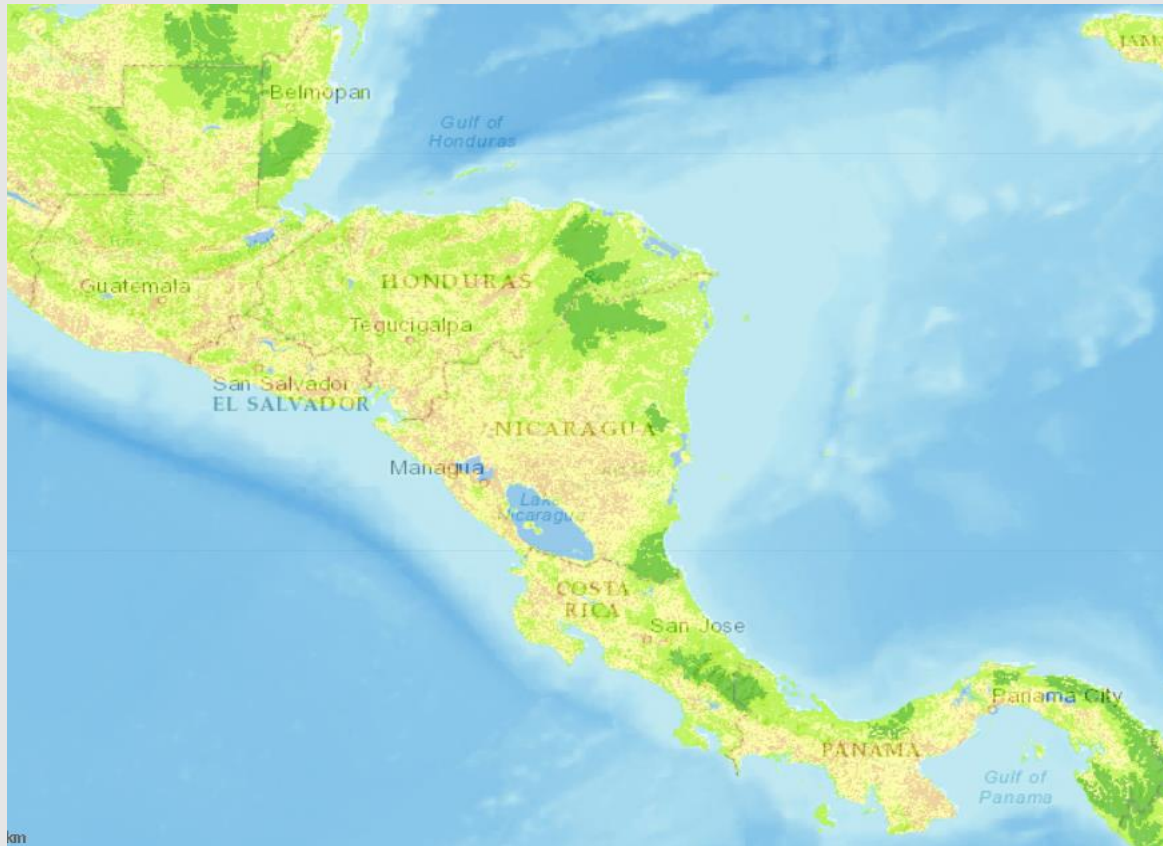 JAM
Belmopan
Gulf of
Honduras
Guatemala
HONDURAS
Tegucigalpa
San Salvador
EL SALVADOR
NICARAGUA
Managua
Lake
Nicaragua
COSTA
RICA
San Jose
Panama City
PANAMA
Gulf of
Panama
km